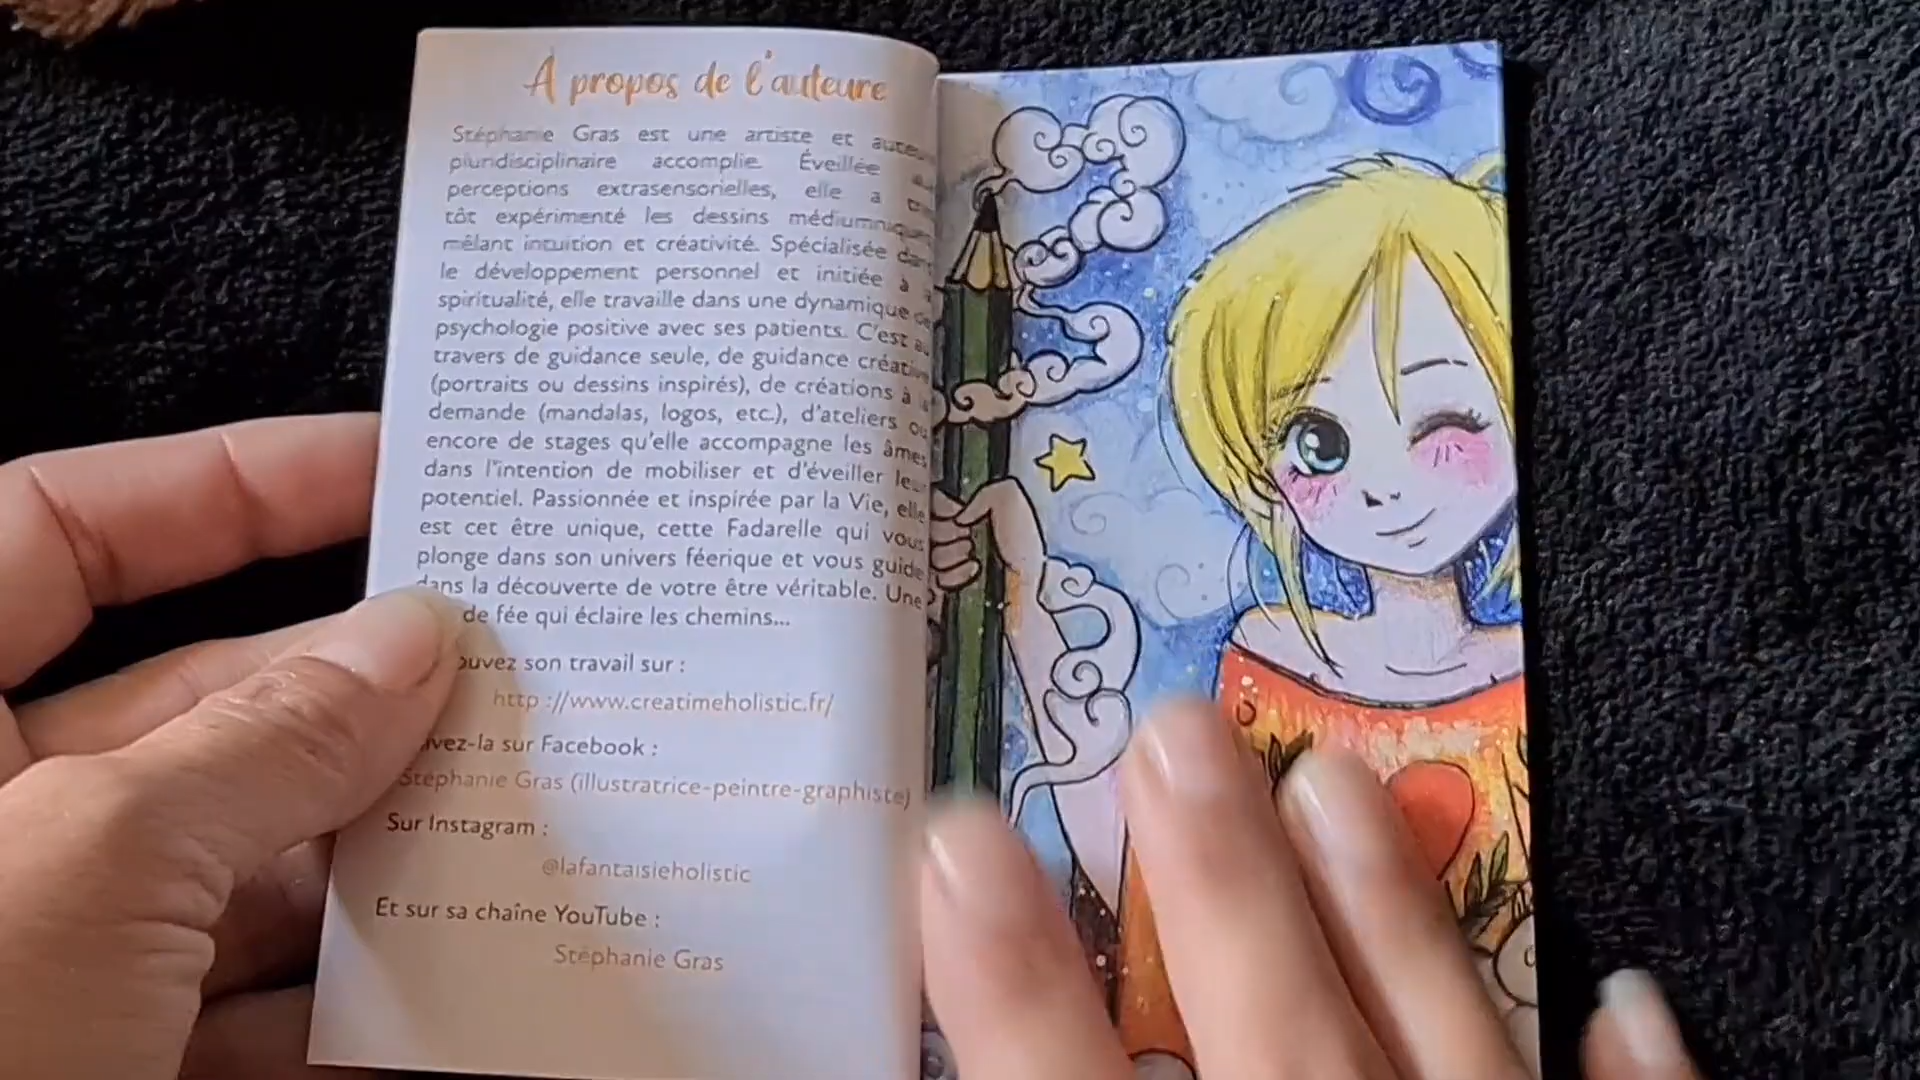 A propos de l'auteure
Stéphanie Gras est une artiste et
pluridisciplinaire accomplie. Éveillée
perceptions extrasensorielles, elle a
tôt expérimenté les dessins médiumniques
mêlant intuition et créativité. Spécialisée dans
le développement personnel et initiée à
spiritualité, elle travaille dans une dynamique de
psychologie positive avec ses patients. C'est au
travers de guidance seule, de guidance créative
(portraits ou dessins inspirés), de créations à la
demande (mandalas, logos, etc.), d'ateliers ou
encore de stages qu'elle accompagne les âmes
dans l'intention de mobiliser et d'éveiller leur
potentiel. Passionnée et inspirée par la Vie, elle
est cet être unique, cette Fadarelle qui vous
plonge dans son univers féerique et vous guide
dans la découverte de votre être véritable. Une
de fée qui éclaire les chemins...
son travail sur :
http ://www.creatimeholistic.fr/
sur Facebook :
Stéphanie Gras (illustratrice-peintre-graphiste)
Sur Instagram :
@lafantaisieholistic
Et sur sa chaîne YouTube :
Stéphanie Gras